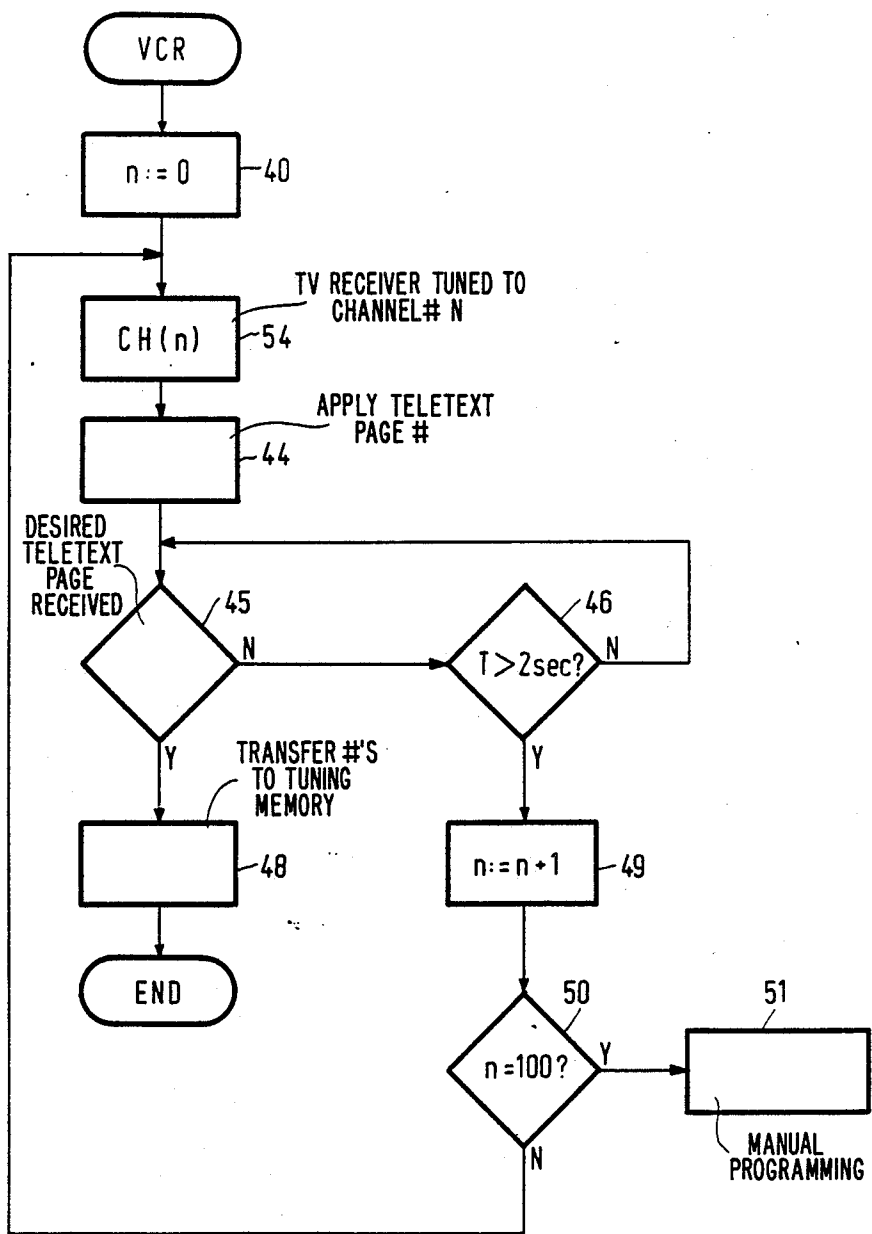 VCR
n:=0
40
TV RECEIVER TUNED TO
CHANNEL# N
CH(n)
54
APPLY TELETEXT
PAGE #
44
DESIRED
TELETEXT
PAGE
RECEIVED
45
N
Y
46
T>2sec?
N
Y
TRANSFER #'S
TO TUNING
MEMORY
48
n:=n+1
49
END
50
n=100?
Y
N
51
MANUAL
PROGRAMMING